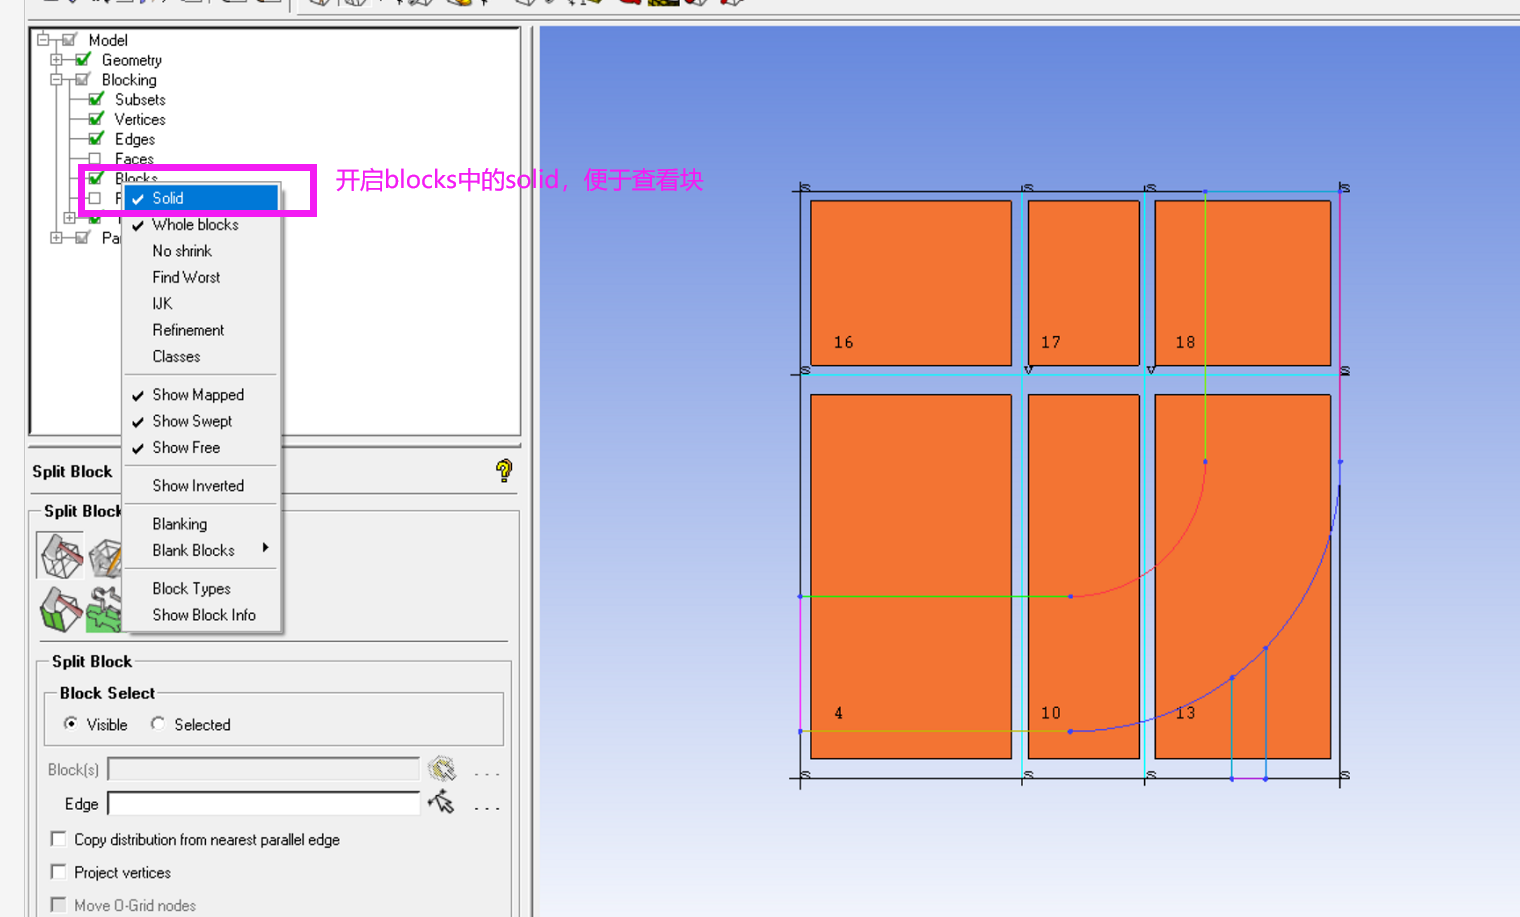 Model
Geometry
Blocking
Subsets
Vertices
Edges
Faces
Blocks
开启blocks中的solid，便于查看块
Solid
Whole blocks
No shrink
Find Worst
IJK
Refinement
Classes
Show Mapped
Show Swept
Show Free
Show Inverted
Blanking
Blank Blocks
Block Types
Show Block Info
Split Block
Split Block
Block Select
Visible Selected
Block(s)
...
Edge
...
Copy distribution from nearest parallel edge
Project vertices
Move O-Grid nodes
16 17 18
4 10 13